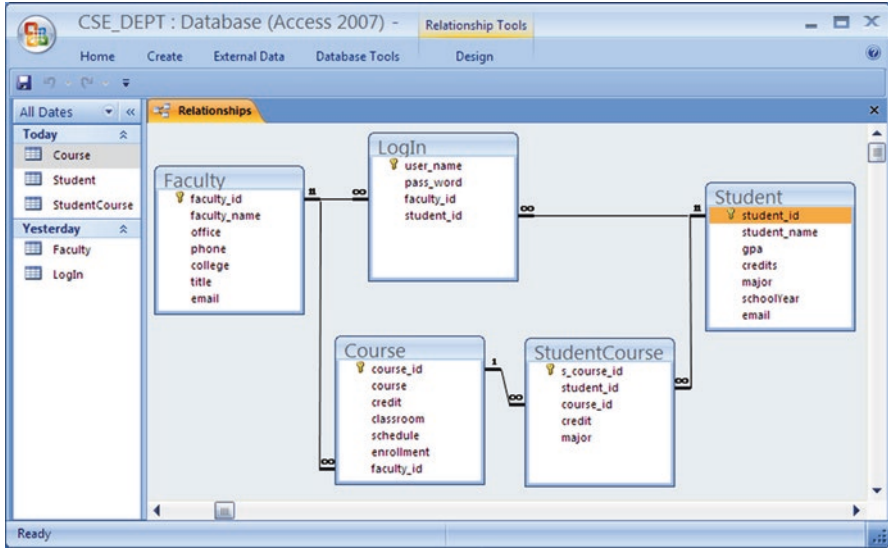 CSE_DEPT : Database (Access 2007) -
Relationship Tools
Home Create External Data Database Tools Design
All Dates
Relationships
Today
Course
Student
StudentCourse
Yesterday
Faculty
LogIn
Faculty
faculty_id
faculty_name
office
phone
college
title
email
LogIn
user_name
pass_word
faculty_id
student_id
∞
∞
Student
student_id
student_name
gpa
credits
major
schoolYear
email
Course
course_id
course
credit
classroom
schedule
enrollment
faculty_id
∞
1
∞
StudentCourse
s_course_id
student_id
course_id
credit
major
∞
Ready